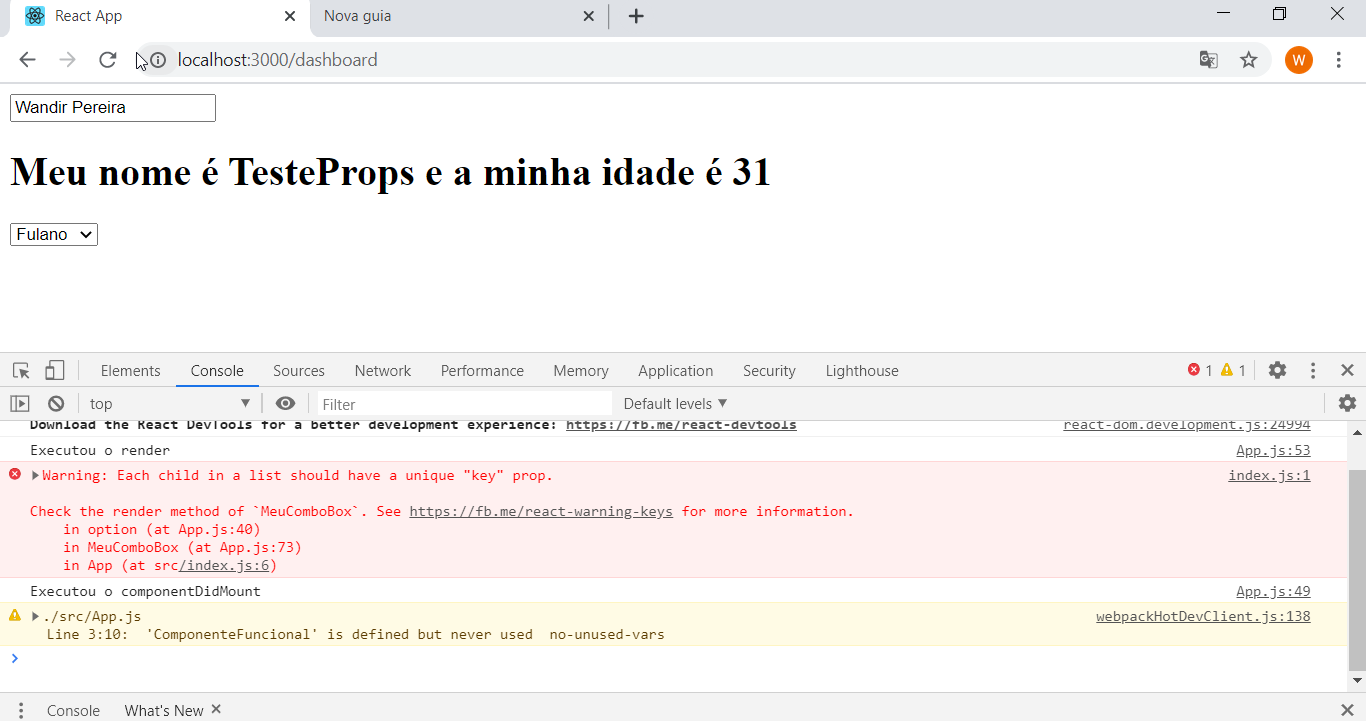 React App
Nova guia
localhost:3000/dashboard
W
Wandir Pereira
Meu nome é TesteProps e a minha idade é 31
Fulano
Elements Console Sources Network Performance Memory Application Security Lighthouse 1 1
top Filter Default levels
Download the React DevTools for a better development experience: https://fb.me/react-devtools react-dom.development.js:24994
Executou o render App.js:53
Warning: Each child in a list should have a unique "key" prop. index.js:1
Check the render method of `MeuComboBox`. See https://fb.me/react-warning-keys for more information.
in option (at App.js:40)
in MeuComboBox (at App.js:73)
in App (at src/index.js:6)
Executou o componentDidMount App.js:49
./src/App.js webpackHotDevClient.js:138
Line 3:10: 'ComponenteFuncional' is defined but never used no-unused-vars
Console What's New